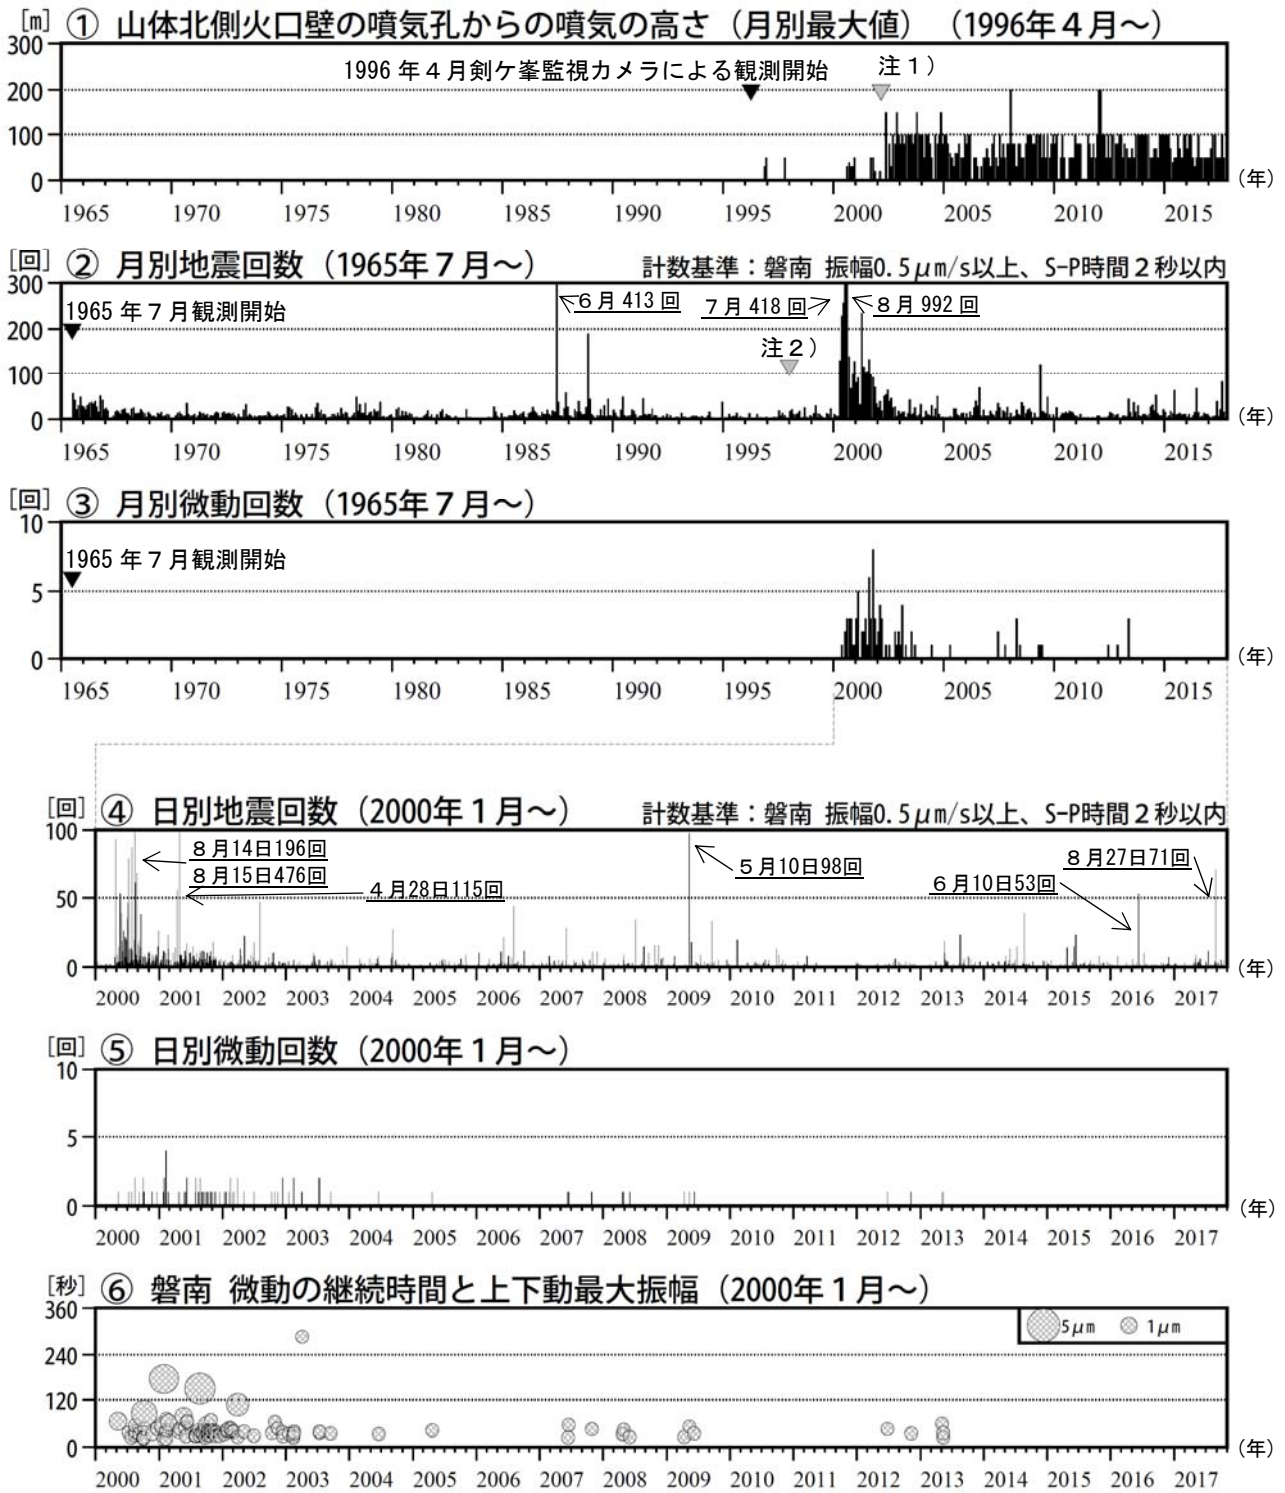 [m] ① 山体北側火口壁の噴気孔からの噴気の高さ（月別最大値）（1996年４月～）
300
1996 年４月剣ケ峯監視カメラによる観測開始 注１）
200
100
0 （年）
1965 1970 1975 1980 1985 1990 1995 2000 2005 2010 2015
[回] ② 月別地震回数（1965年７月～） 計数基準：磐南 振幅0.5μm/s以上、S-P時間２秒以内
300
1965 年７月観測開始 ６月 413 回 ７月 418 回 ８月 992 回
200
注２）
100
0 （年）
1965 1970 1975 1980 1985 1990 1995 2000 2005 2010 2015
[回] ③ 月別微動回数（1965年７月～）
10
1965 年７月観測開始
5
0 （年）
1965 1970 1975 1980 1985 1990 1995 2000 2005 2010 2015
[回] ④ 日別地震回数（2000年１月～） 計数基準：磐南 振幅0.5μm/s以上、S-P時間２秒以内
100
８月14日196回
８月15日476回
４月28日115回
５月10日98回
６月10日53回
８月27日71回
50
0 （年）
2000 2001 2002 2003 2004 2005 2006 2007 2008 2009 2010 2011 2012 2013 2014 2015 2016 2017
[回] ⑤ 日別微動回数（2000年１月～）
10
5
0 （年）
2000 2001 2002 2003 2004 2005 2006 2007 2008 2009 2010 2011 2012 2013 2014 2015 2016 2017
[秒] ⑥ 磐南 微動の継続時間と上下動最大振幅（2000年１月～）
360
5μm 1μm
240
120
0 （年）
2000 2001 2002 2003 2004 2005 2006 2007 2008 2009 2010 2011 2012 2013 2014 2015 2016 2017